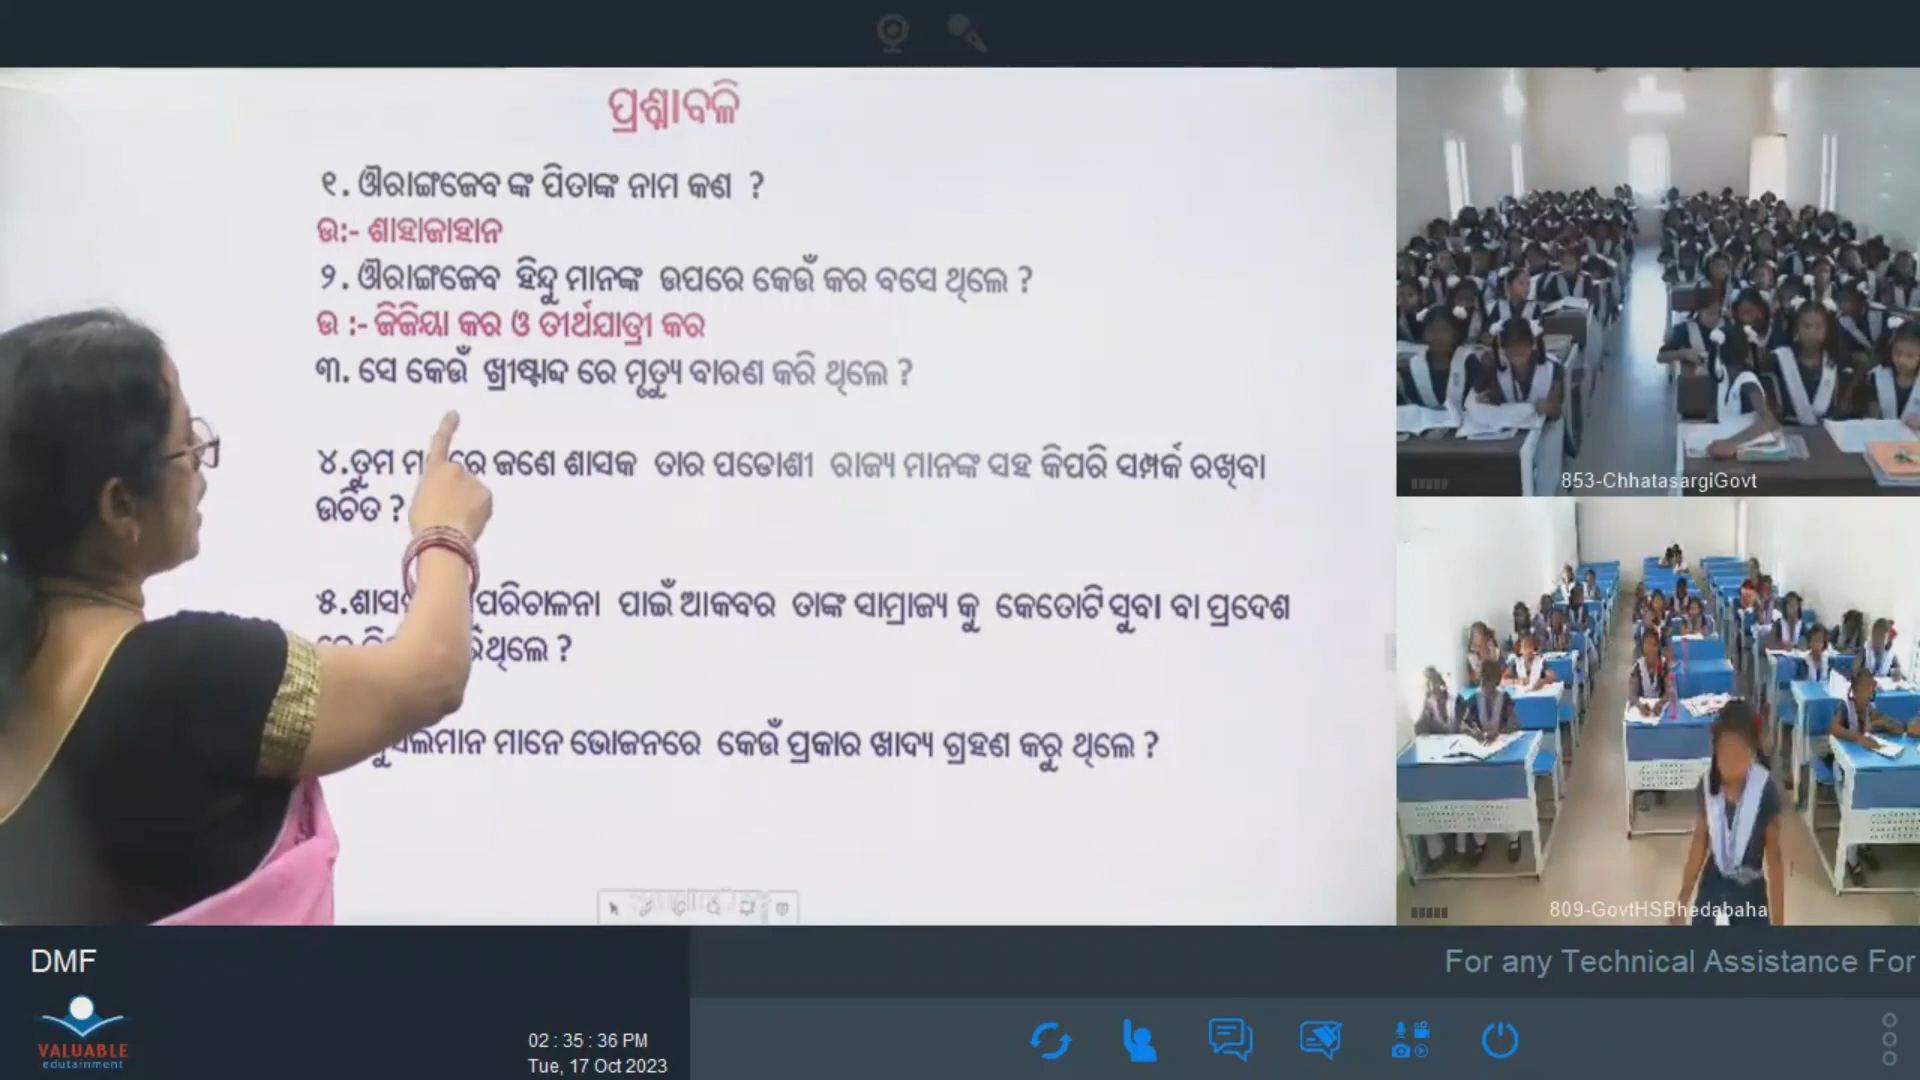 ପ୍ରଶ୍ନାବଳି
୧. ଔରାଙ୍ଗଜେବ ଙ୍କ ପିତାଙ୍କ ନାମ କଣ ?
ଉ:- ଶାହାଜାହାନ
୨. ଔରାଙ୍ଗଜେବ ହିନ୍ଦୁ ମାନଙ୍କ ଉପରେ କେଉଁ କର ବସେ ଥିଲେ ?
ଉ :- ଜିଜିୟା କର ଓ ତୀର୍ଥଯାତ୍ରୀ କର
୩. ସେ କେଉଁ ଖ୍ରୀଷ୍ଟାବ୍ଦ ରେ ମୃତ୍ୟୁ ବାରଣ କରି ଥିଲେ ?
୪.ତୁମ ଜଣେ ଶାସକ ତାର ପଡୋଶୀ ରାଜ୍ୟ ମାନଙ୍କ ସହ କିପରି ସମ୍ପର୍କ ରଖିବା
ଉଚିତ ?
୫. ପରିଚାଳନା ପାଇଁ ଆକବର ତାଙ୍କ ସାମ୍ରାଜ୍ୟ କୁ କେତୋଟି ସୁବା ବା ପ୍ରଦେଶ
?
ମାନେ ଭୋଜନରେ କେଉଁ ପ୍ରକାର ଖାଦ୍ୟ ଗ୍ରହଣ କରୁ ଥିଲେ ?
853-ChhatasargiGovt
809-GovtHSBhedabaha
DMF
For any Technical Assistance For
VALUABLE
edutainment
02 : 35 : 36 PM
Tue, 17 Oct 2023